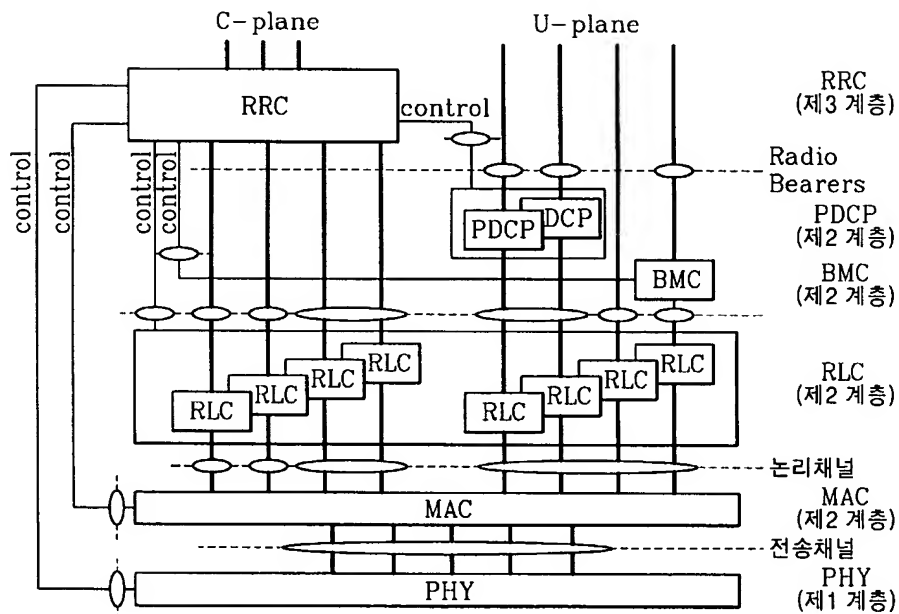 C-plane
U-plane
RRC
control
RRC
(제3 계층)
control
control
control
control
Radio
Bearers
PDCP
DCP
PDCP
(제2 계층)
BMC
BMC
(제2 계층)
RLC
RLC
RLC
RLC
RLC
RLC
RLC
RLC
RLC
(제2 계층)
논리채널
MAC
MAC
(제2 계층)
전송채널
PHY
PHY
(제1 계층)